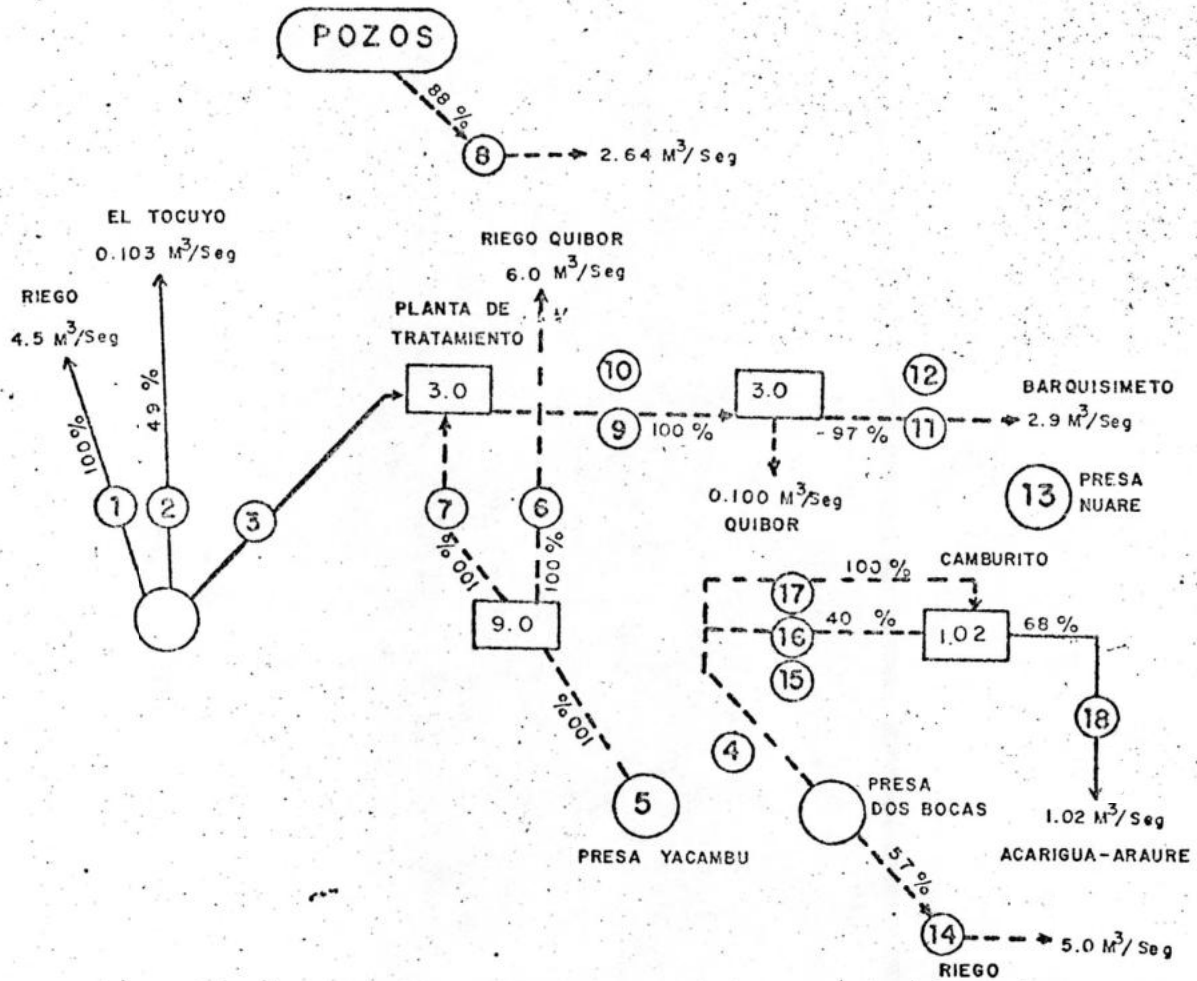 POZOS
88 %
8
2.64 M³/Seg
EL TOCUYO
0.103 M³/Seg
RIEGO QUIBOR
6.0 M³/Seg
RIEGO
4.5 M³/Seg
PLANTA DE
TRATAMIENTO
49 %
100%
3.0
10
9
100 %
3.0
-97 %
12
11
BARQUISIMETO
2.9 M³/Seg
1
2
3
7
6
0.100 M³/Seg
QUIBOR
13
PRESA
NUARE
100%
100%
9.0
CAMBURITO
17
100 %
16
40 %
15
1.02
68 %
18
100%
4
5
PRESA YACAMBU
PRESA
DOS BOCAS
1.02 M³/Seg
ACARIGUA-ARAURE
57 %
14
5.0 M³/Seg
RIEGO